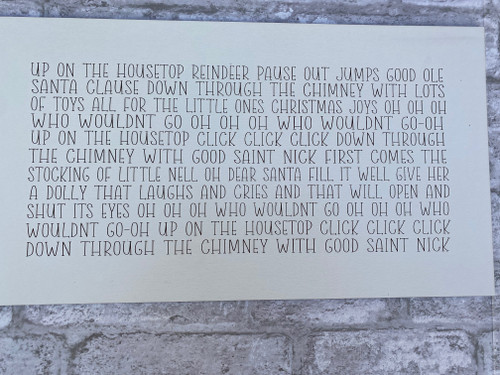 UP ON THE HOUSETOP REINDEER PAUSE OUT JUMPS GOOD OLE
SANTA CLAUSE DOWN THROUGH THE CHIMNEY WITH LOTS
OF TOYS ALL FOR THE LITTLE ONES CHRISTMAS JOYS OH OH OH
WHO WOULDNT GO OH OH OH WHO WOULDNT GO-OH
UP ON THE HOUSETOP CLICK CLICK CLICK DOWN THROUGH
THE CHIMNEY WITH GOOD SAINT NICK FIRST COMES THE
STOCKING OF LITTLE NELL OH DEAR SANTA FILL IT WELL GIVE HER
A DOLLY THAT LAUGHS AND CRIES AND THAT WILL OPEN AND
SHUT ITS EYES OH OH OH WHO WOULDNT GO OH OH OH WHO
WOULDNT GO-OH UP ON THE HOUSETOP CLICK CLICK CLICK
DOWN THROUGH THE CHIMNEY WITH GOOD SAINT NICK